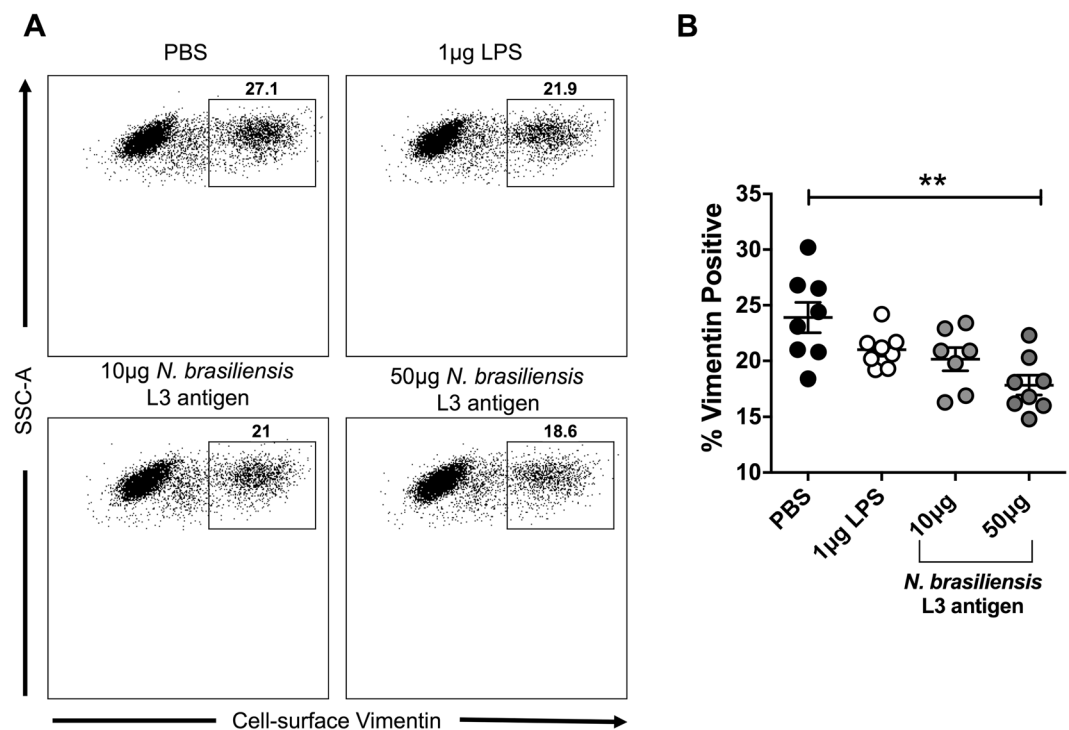 A
PBS
1µg LPS
27.1
21.9
SSC-A
10µg N. brasiliensis
L3 antigen
50µg N. brasiliensis
L3 antigen
21
18.6
Cell-surface Vimentin
B
**
% Vimentin Positive
35
30
25
20
15
10
PBS
1µg LPS
10µg
50µg
N. brasiliensis
L3 antigen